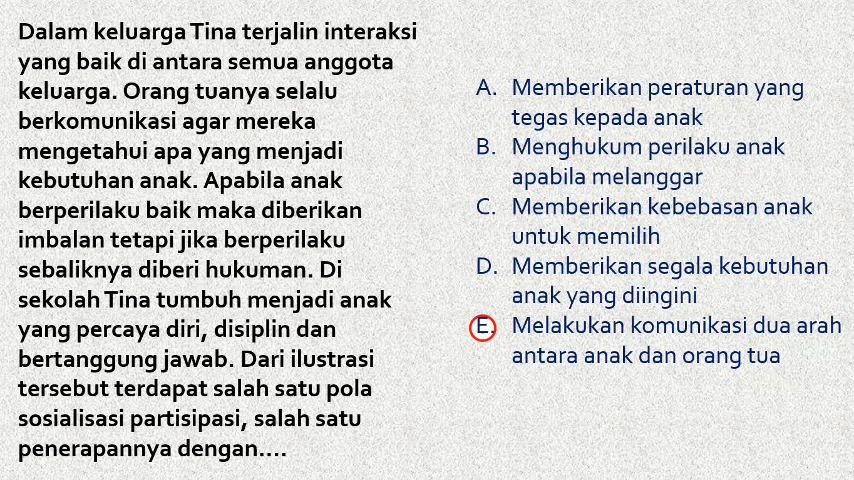 Dalam keluarga Tina terjalin interaksi
yang baik di antara semua anggota
keluarga. Orang tuanya selalu
berkomunikasi agar mereka
mengetahui apa yang menjadi
kebutuhan anak. Apabila anak
berperilaku baik maka diberikan
imbalan tetapi jika berperilaku
sebaliknya diberi hukuman. Di
sekolah Tina tumbuh menjadi anak
yang percaya diri, disiplin dan
bertanggung jawab. Dari ilustrasi
tersebut terdapat salah satu pola
sosialisasi partisipasi, salah satu
penerapannya dengan....
A. Memberikan peraturan yang
tegas kepada anak
B. Menghukum perilaku anak
apabila melanggar
C. Memberikan kebebasan anak
untuk memilih
D. Memberikan segala kebutuhan
anak yang diingini
E. Melakukan komunikasi dua arah
antara anak dan orang tua